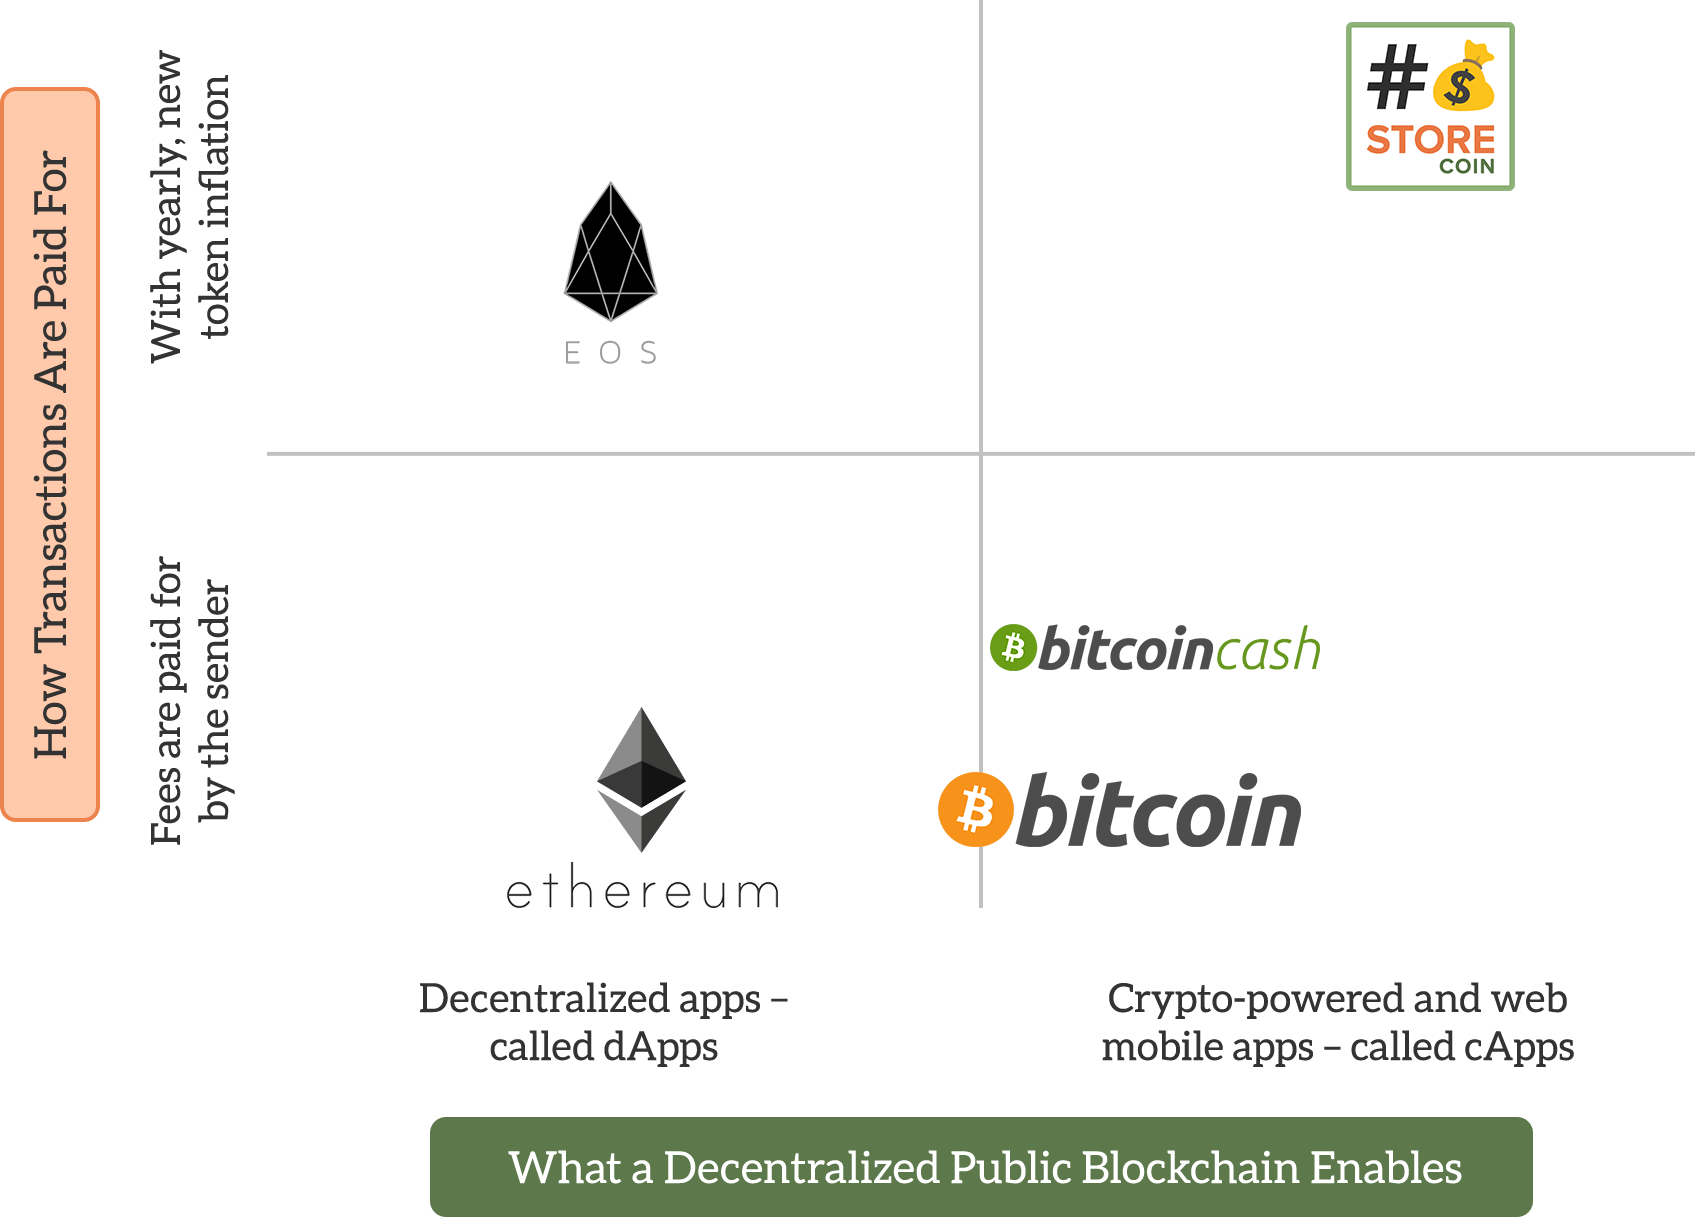 How Transactions Are Paid For
With yearly, new
token inflation
Fees are paid for
by the sender
EOS
#$
STORE
COIN
bitcoincash
ethereum
bitcoin
Decentralized apps –
called dApps
Crypto-powered and web
mobile apps – called cApps
What a Decentralized Public Blockchain Enables